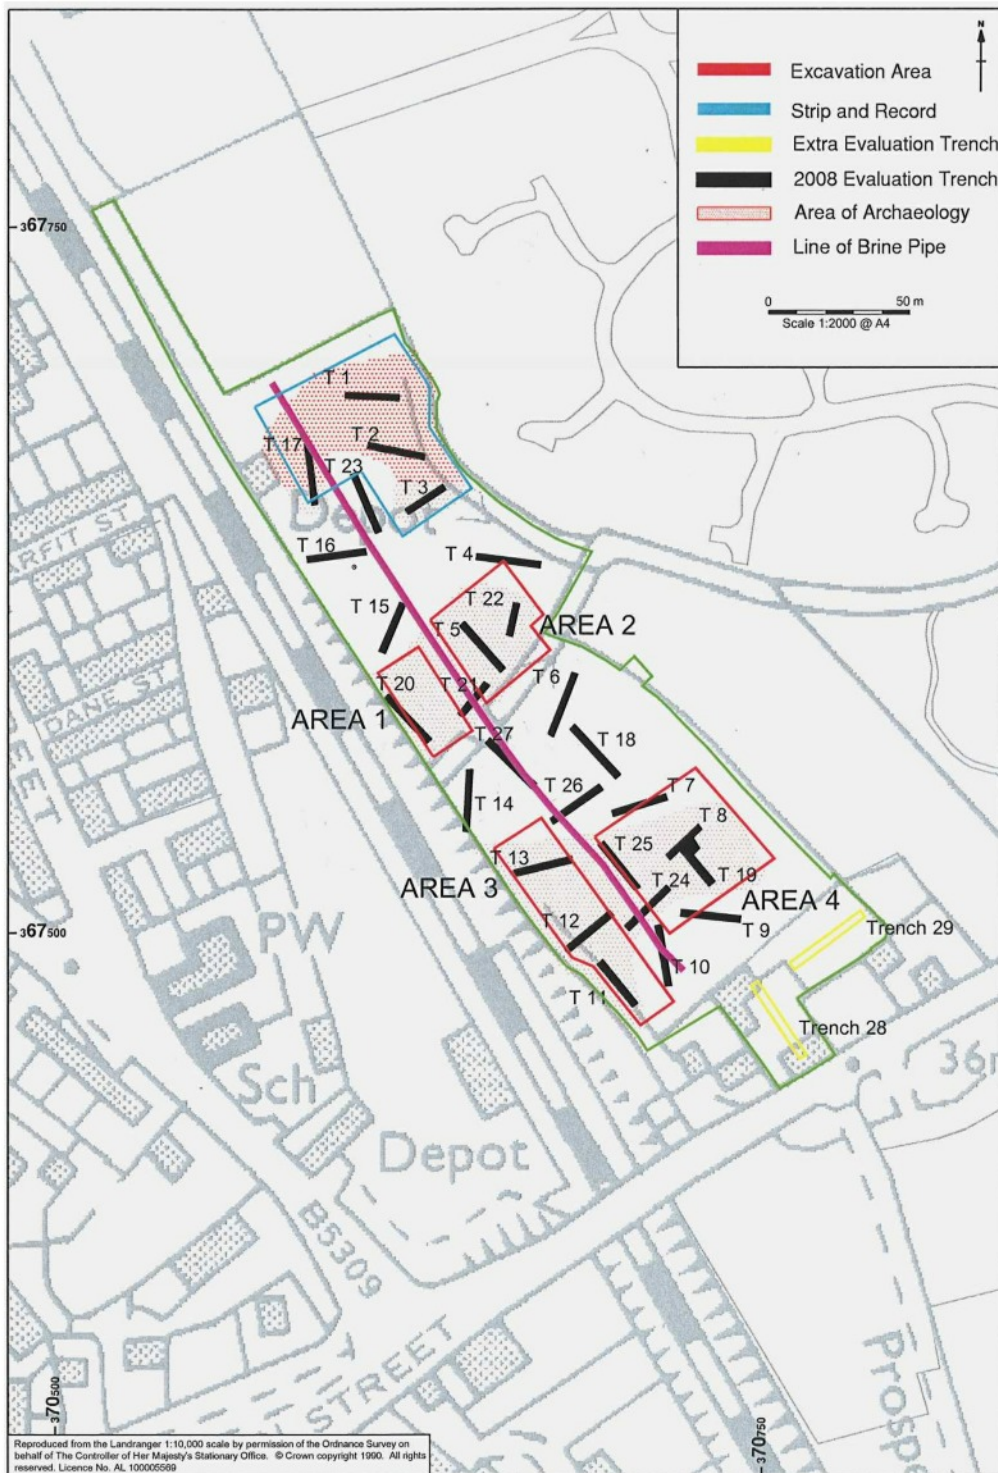 N
Excavation Area
Strip and Record
Extra Evaluation Trench
2008 Evaluation Trench
Area of Archaeology
Line of Brine Pipe
0 50 m
Scale 1:2000 @ A4
367750
T 1
T 2
T 17
T 23
T 3
Depot
T 16
T 4
ARFIT ST
T 15
T 22
T 5
AREA 2
T 20
T 21
T 6
DANE ST
AREA 1
T 27
T 18
T 26
T 14
T 7
T 8
T 25
T 13
AREA 3
T 24
T 19
AREA 4
T 12
T 9
Trench 29
367500
PW
T 10
T 11
Trench 28
Sch
36m
Depot
B5309
STREET
Prospe
370500
370750
Reproduced from the Landranger 1:10,000 scale by permission of the Ordnance Survey on
behalf of The Controller of Her Majesty's Stationary Office. © Crown copyright 1990. All rights
reserved. Licence No. AL 100005569